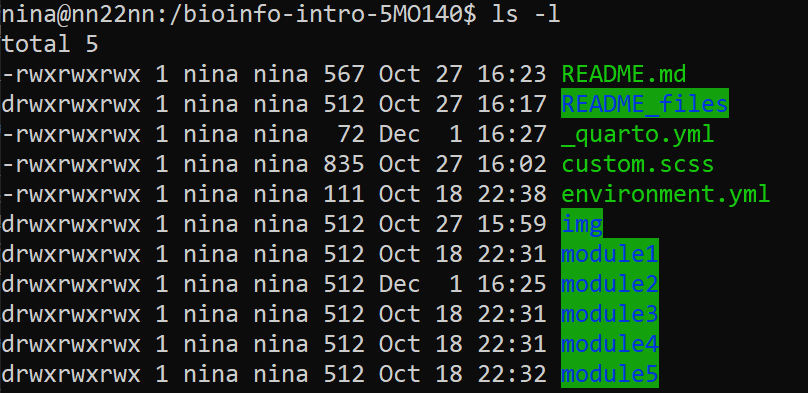 nina@nn22nn:/bioinfo-intro-5MO140$ ls -l
total 5
-rwxrwxrwx 1 nina nina 567 Oct 27 16:23 README.md
drwxrwxrwx 1 nina nina 512 Oct 27 16:17 README_files
-rwxrwxrwx 1 nina nina  72 Dec  1 16:27 _quarto.yml
-rwxrwxrwx 1 nina nina 835 Oct 27 16:02 custom.scss
-rwxrwxrwx 1 nina nina 111 Oct 18 22:38 environment.yml
drwxrwxrwx 1 nina nina 512 Oct 27 15:59 img
drwxrwxrwx 1 nina nina 512 Oct 18 22:31 module1
drwxrwxrwx 1 nina nina 512 Dec  1 16:25 module2
drwxrwxrwx 1 nina nina 512 Oct 18 22:31 module3
drwxrwxrwx 1 nina nina 512 Oct 18 22:31 module4
drwxrwxrwx 1 nina nina 512 Oct 18 22:32 module5